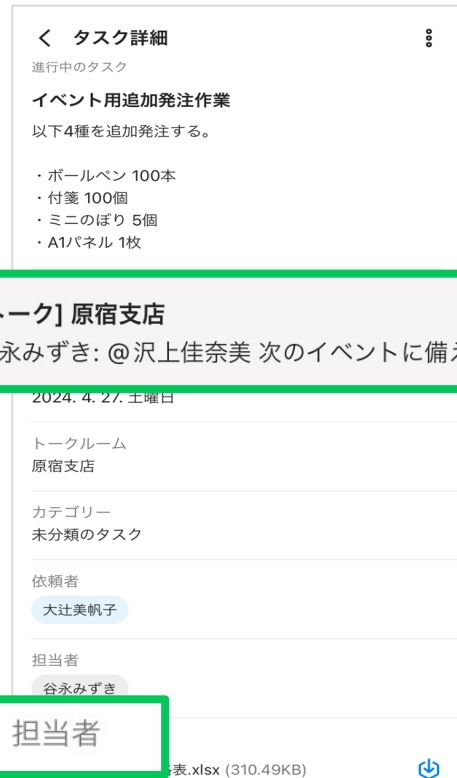 タスク詳細
進行中のタスク
イベント用追加発注作業
以下4種を追加発注する。
・ボールペン 100本
・付箋 100個
・ミニのぼり 5個
・A1パネル 1枚
ーク] 原宿支店
永みずき: @沢上佳奈美 次のイベントに備
2024. 4. 27. 土曜日
トークルーム
原宿支店
カテゴリー
未分類のタスク
依頼者
大辻美帆子
担当者
谷永みずき
担当者
表.xlsx (310.49KB)